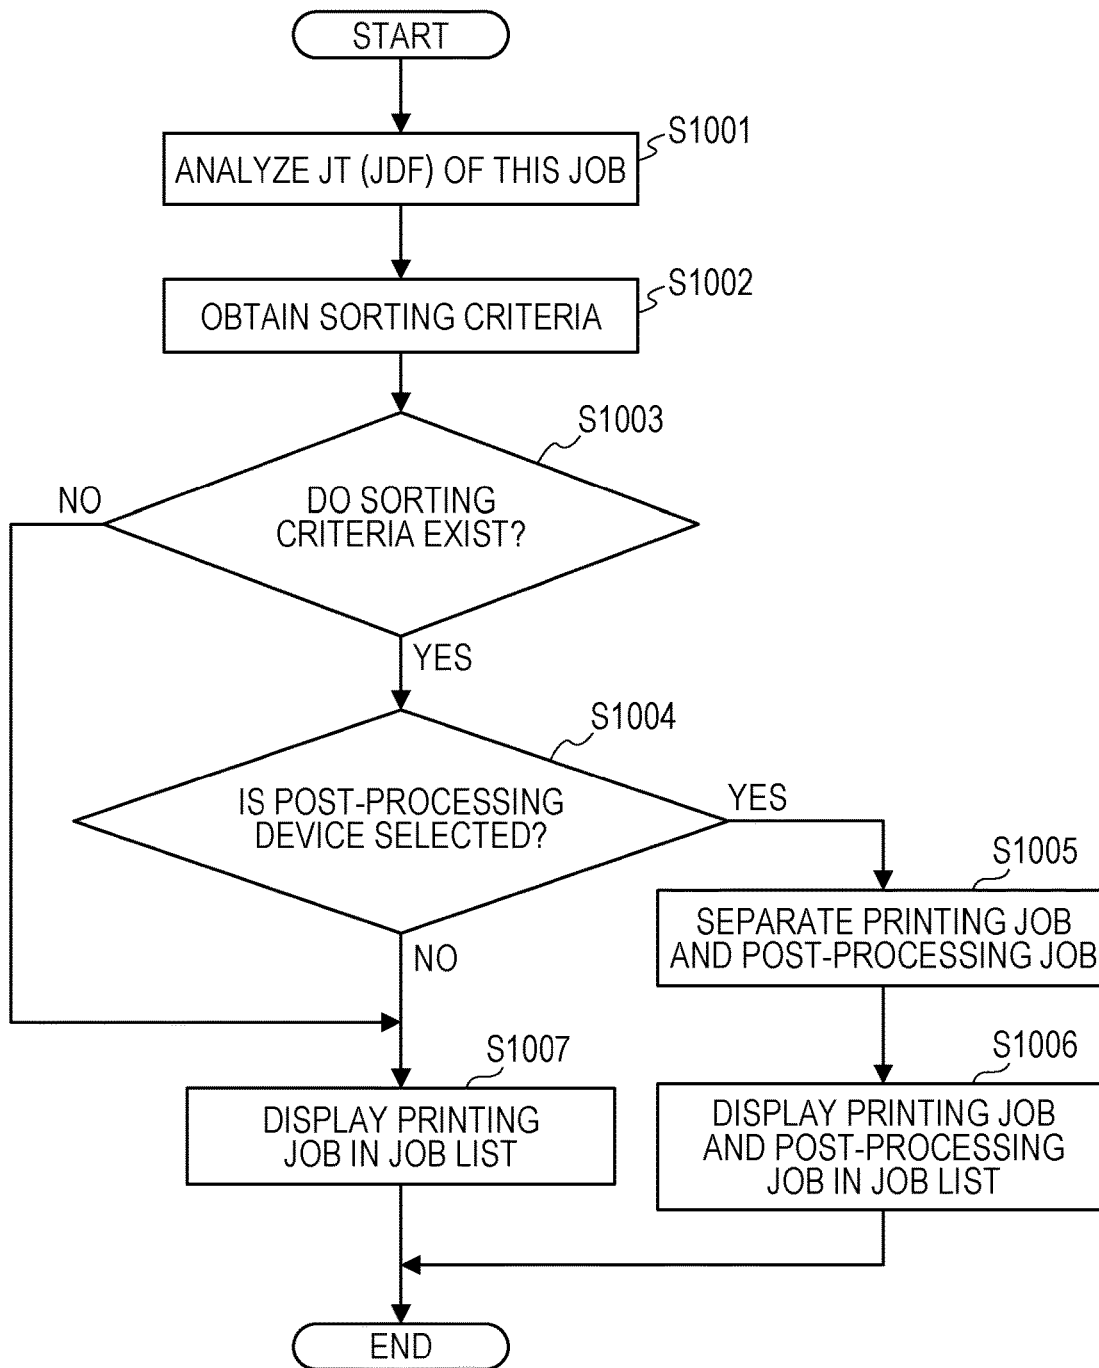 START
S1001
ANALYZE JT (JDF) OF THIS JOB
S1002
OBTAIN SORTING CRITERIA
S1003
NO
DO SORTING
CRITERIA EXIST?
YES
S1004
IS POST-PROCESSING
DEVICE SELECTED?
YES
NO
S1005
SEPARATE PRINTING JOB
AND POST-PROCESSING JOB
S1007
DISPLAY PRINTING
JOB IN JOB LIST
S1006
DISPLAY PRINTING JOB
AND POST-PROCESSING
JOB IN JOB LIST
END